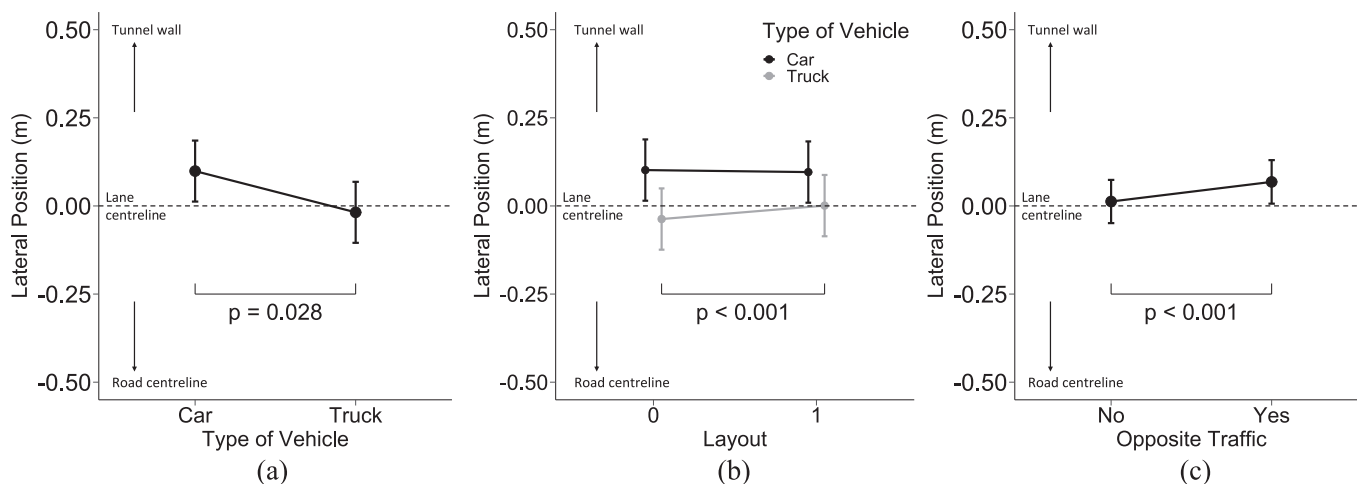 0.50
0.25
0.00
-0.25
-0.50
Lateral Position (m)
Tunnel wall
Lane
centreline
Road centreline
p = 0.028
Car
Truck
Type of Vehicle
(a)
0.50
0.25
0.00
-0.25
-0.50
Lateral Position (m)
Tunnel wall
Type of Vehicle
Car
Truck
Lane
centreline
Road centreline
p < 0.001
0
1
Layout
(b)
0.50
0.25
0.00
-0.25
-0.50
Lateral Position (m)
Tunnel wall
Lane
centreline
Road centreline
p < 0.001
No
Yes
Opposite Traffic
(c)